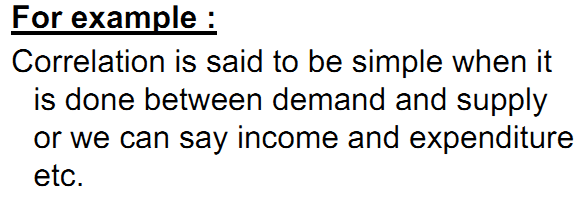 For example :
Correlation is said to be simple when it
is done between demand and supply
or we can say income and expenditure
etc.